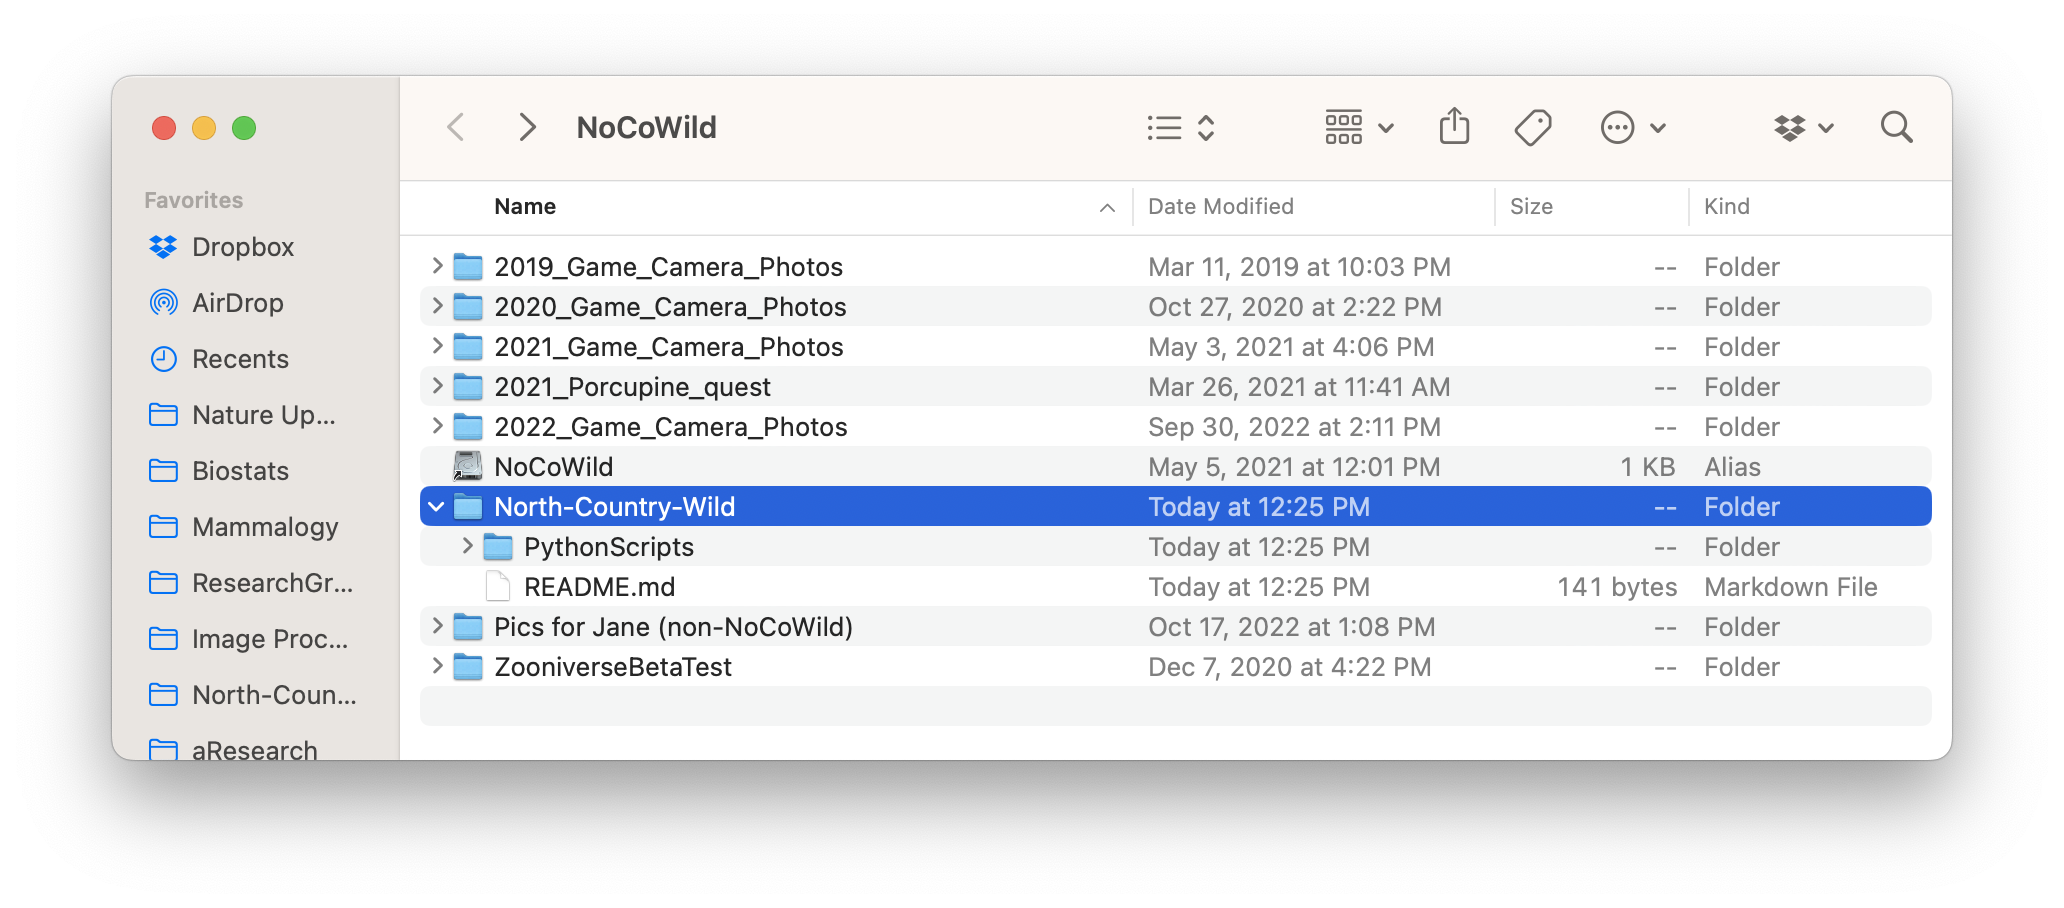 NoCoWild
Favorites
Dropbox
AirDrop
Recents
Nature Up...
Biostats
Mammalogy
ResearchGr...
Image Proc...
North-Coun...
aResearch
Name Date Modified Size Kind
2019_Game_Camera_Photos Mar 11, 2019 at 10:03 PM -- Folder
2020_Game_Camera_Photos Oct 27, 2020 at 2:22 PM -- Folder
2021_Game_Camera_Photos May 3, 2021 at 4:06 PM -- Folder
2021_Porcupine_quest Mar 26, 2021 at 11:41 AM -- Folder
2022_Game_Camera_Photos Sep 30, 2022 at 2:11 PM -- Folder
NoCoWild May 5, 2021 at 12:01 PM 1 KB Alias
North-Country-Wild Today at 12:25 PM -- Folder
PythonScripts Today at 12:25 PM -- Folder
README.md Today at 12:25 PM 141 bytes Markdown File
Pics for Jane (non-NoCoWild) Oct 17, 2022 at 1:08 PM -- Folder
ZooniverseBetaTest Dec 7, 2020 at 4:22 PM -- Folder